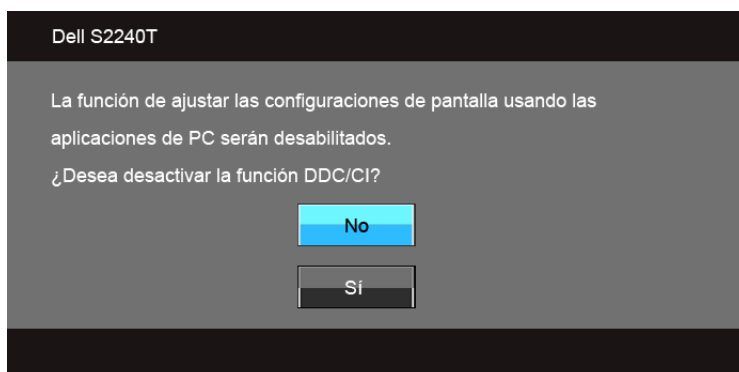 Dell S2240T
La función de ajustar las configuraciones de pantalla usando las
aplicaciones de PC serán desabilitados.
¿Desea desactivar la función DDC/CI?
No
Sí